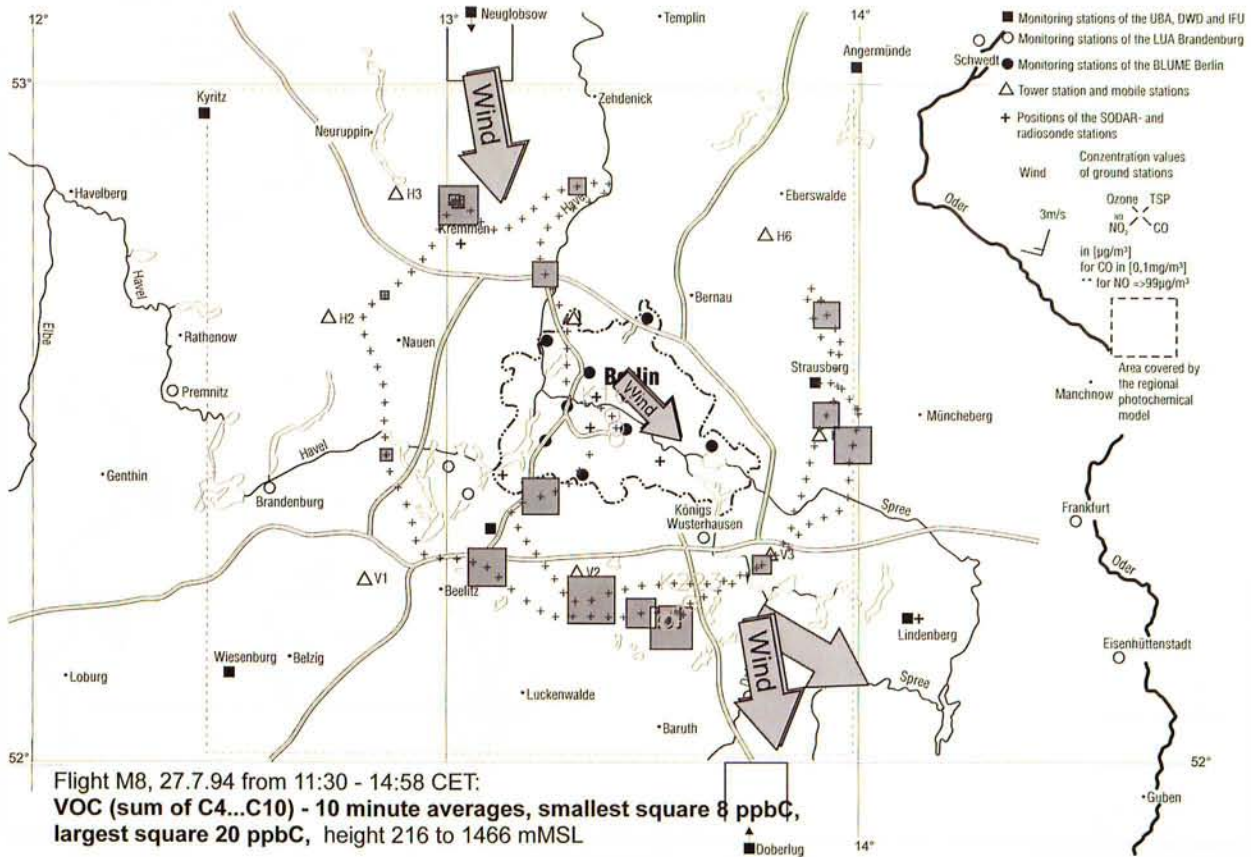 12°
13°
Neuglobsow
Templin
14°
Monitoring stations of the UBA, DWD and IFU
Monitoring stations of the LUA Brandenburg
Schwedt
Monitoring stations of the BLUME Berlin
Tower station and mobile stations
Positions of the SODAR- and
radiosonde stations
Angermünde
53°
Kyritz
Wind
Zehdenick
Neuruppin
Wind
Conzentration values
of ground stations
Havelberg
H3
Havel
Eberswalde
Oder
3m/s
Ozone TSP
NO
NO₂ CO
Kremmen
H6
in [µg/m³]
for CO in [0,1mg/m³]
** for NO =>99µg/m³
Havel
Elbe
H2
Bernau
Rathenow
Nauen
Strausberg
Area covered by
the regional
photochemical
model
Manchnow
Premnitz
Berlin
Wind
Müncheberg
Genthin
Havel
Brandenburg
Königs
Wusterhausen
Spree
Frankfurt
Oder
V1
V2
V3
Beelitz
Lindenberg
Eisenhüttenstadt
Wiesenburg
Belzig
Loburg
Wind
Spree
Luckenwalde
Baruth
52°
52°
Flight M8, 27.7.94 from 11:30 - 14:58 CET:
VOC (sum of C4...C10) - 10 minute averages, smallest square 8 ppbC,
largest square 20 ppbC, height 216 to 1466 mMSL
Guben
Doberlug
14°